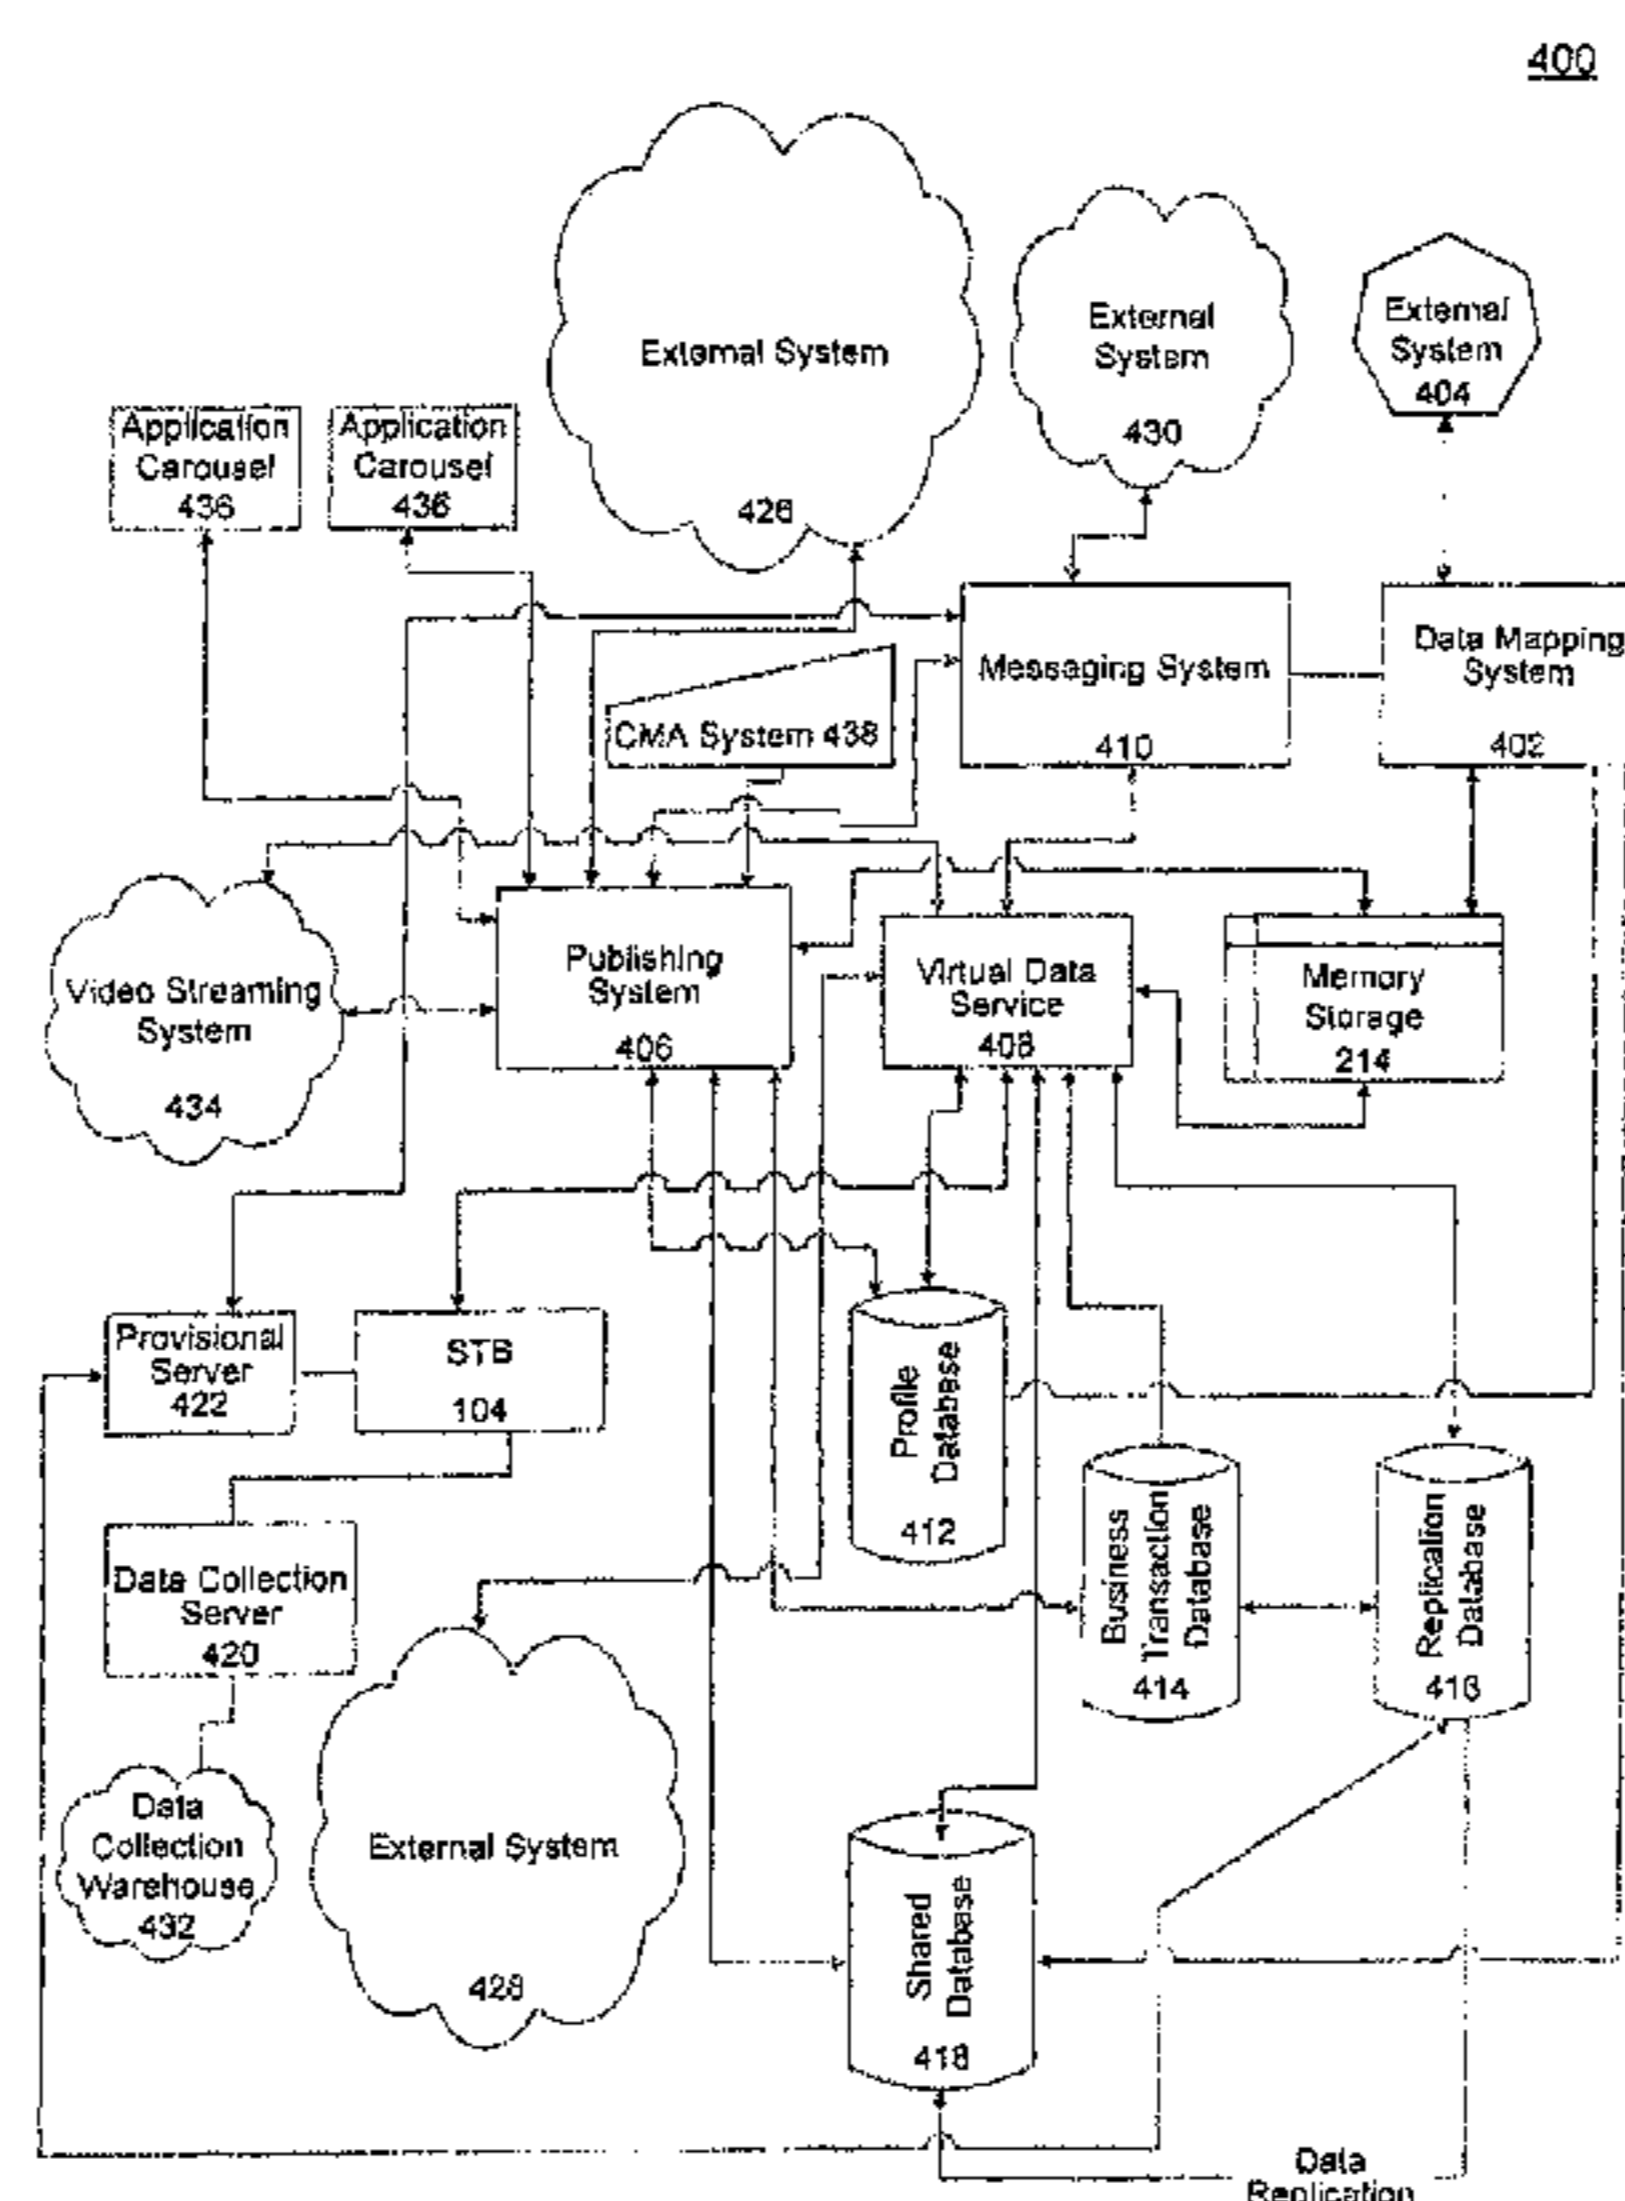 400
External System
426
External
System
430
External
System
404
Application
Carousel
436
Application
Carousel
436
Messaging System
410
Data Mapping
System
402
CMA System 438
Video Streaming
System
434
Publishing
System
406
Virtual Data
Service
408
Memory
Storage
214
Provisional
Server
422
STB
104
Profile
Database
412
Business
Transaction
Database
414
Replication
Database
416
Data Collection
Server
420
Data
Collection
Warehouse
432
External System
428
Shared
Database
418
Data
Replication